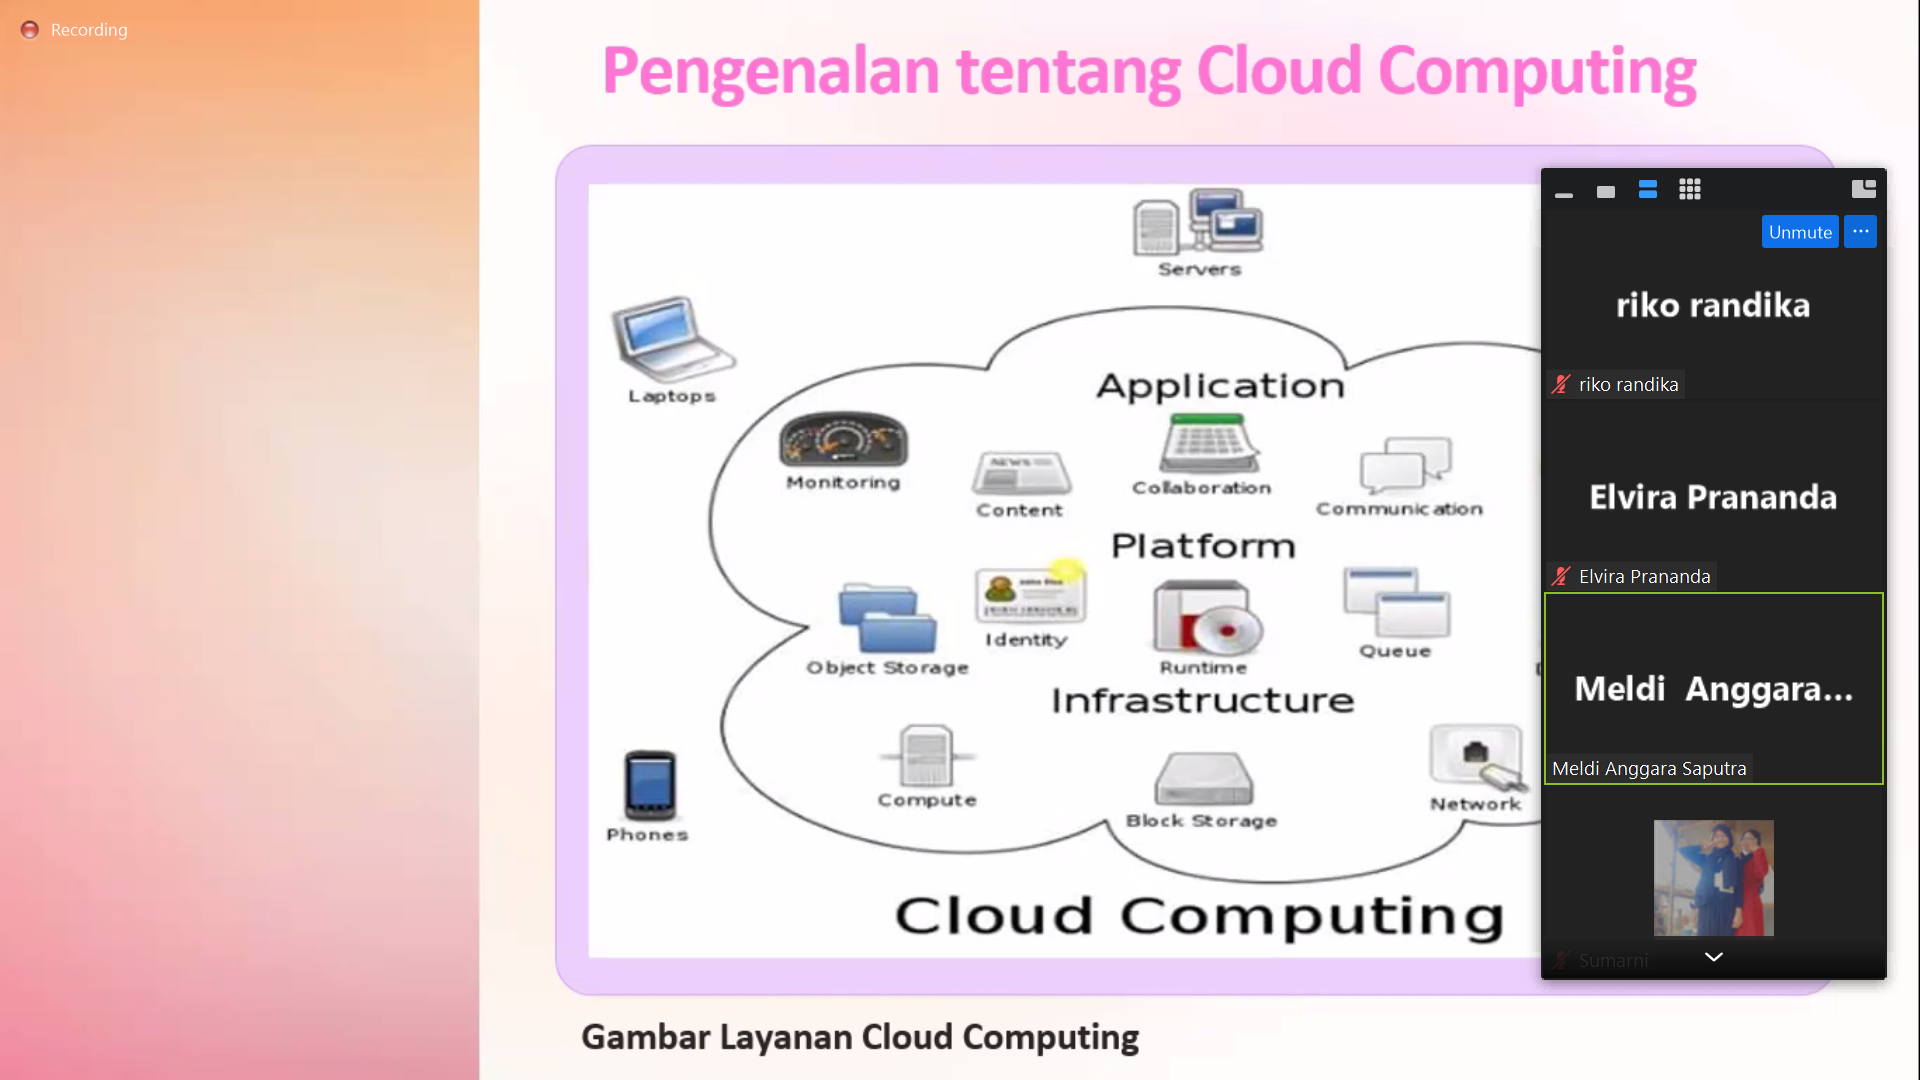 Recording
Pengenalan tentang Cloud Computing
Servers
Laptops
Application
Monitoring
Content
NEWS
Collaboration
Communication
Platform
Object Storage
Identity
Runtime
Queue
Infrastructure
Compute
Block Storage
Network
Phones
Cloud Computing
Gambar Layanan Cloud Computing
Unmute
riko randika
riko randika
Elvira Prananda
Elvira Prananda
Meldi Anggara...
Meldi Anggara Saputra
Sumarni